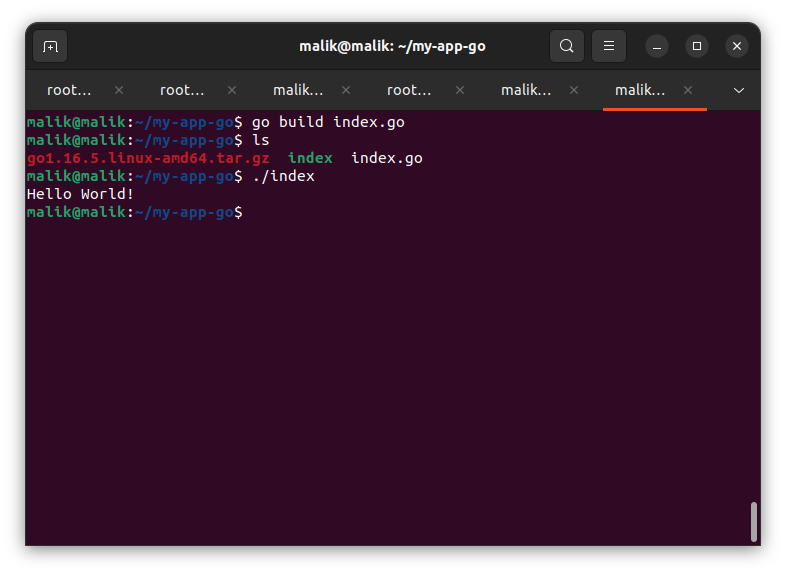 malik@malik: ~/my-app-go
root... root... malik... root... malik... malik...
malik@malik:~/my-app-go$ go build index.go
malik@malik:~/my-app-go$ ls
go1.16.5.linux-amd64.tar.gz index index.go
malik@malik:~/my-app-go$ ./index
Hello World!
malik@malik:~/my-app-go$